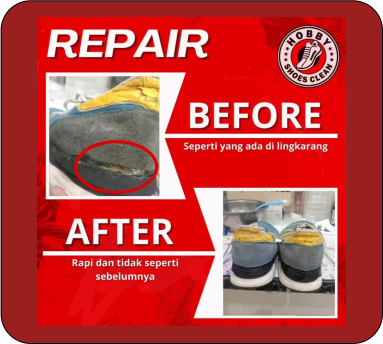 REPAIR
HOBBY
SHOES CLEAN
BEFORE
Seperti yang ada di lingkarang
AFTER
Rapi dan tidak seperti
sebelumnya